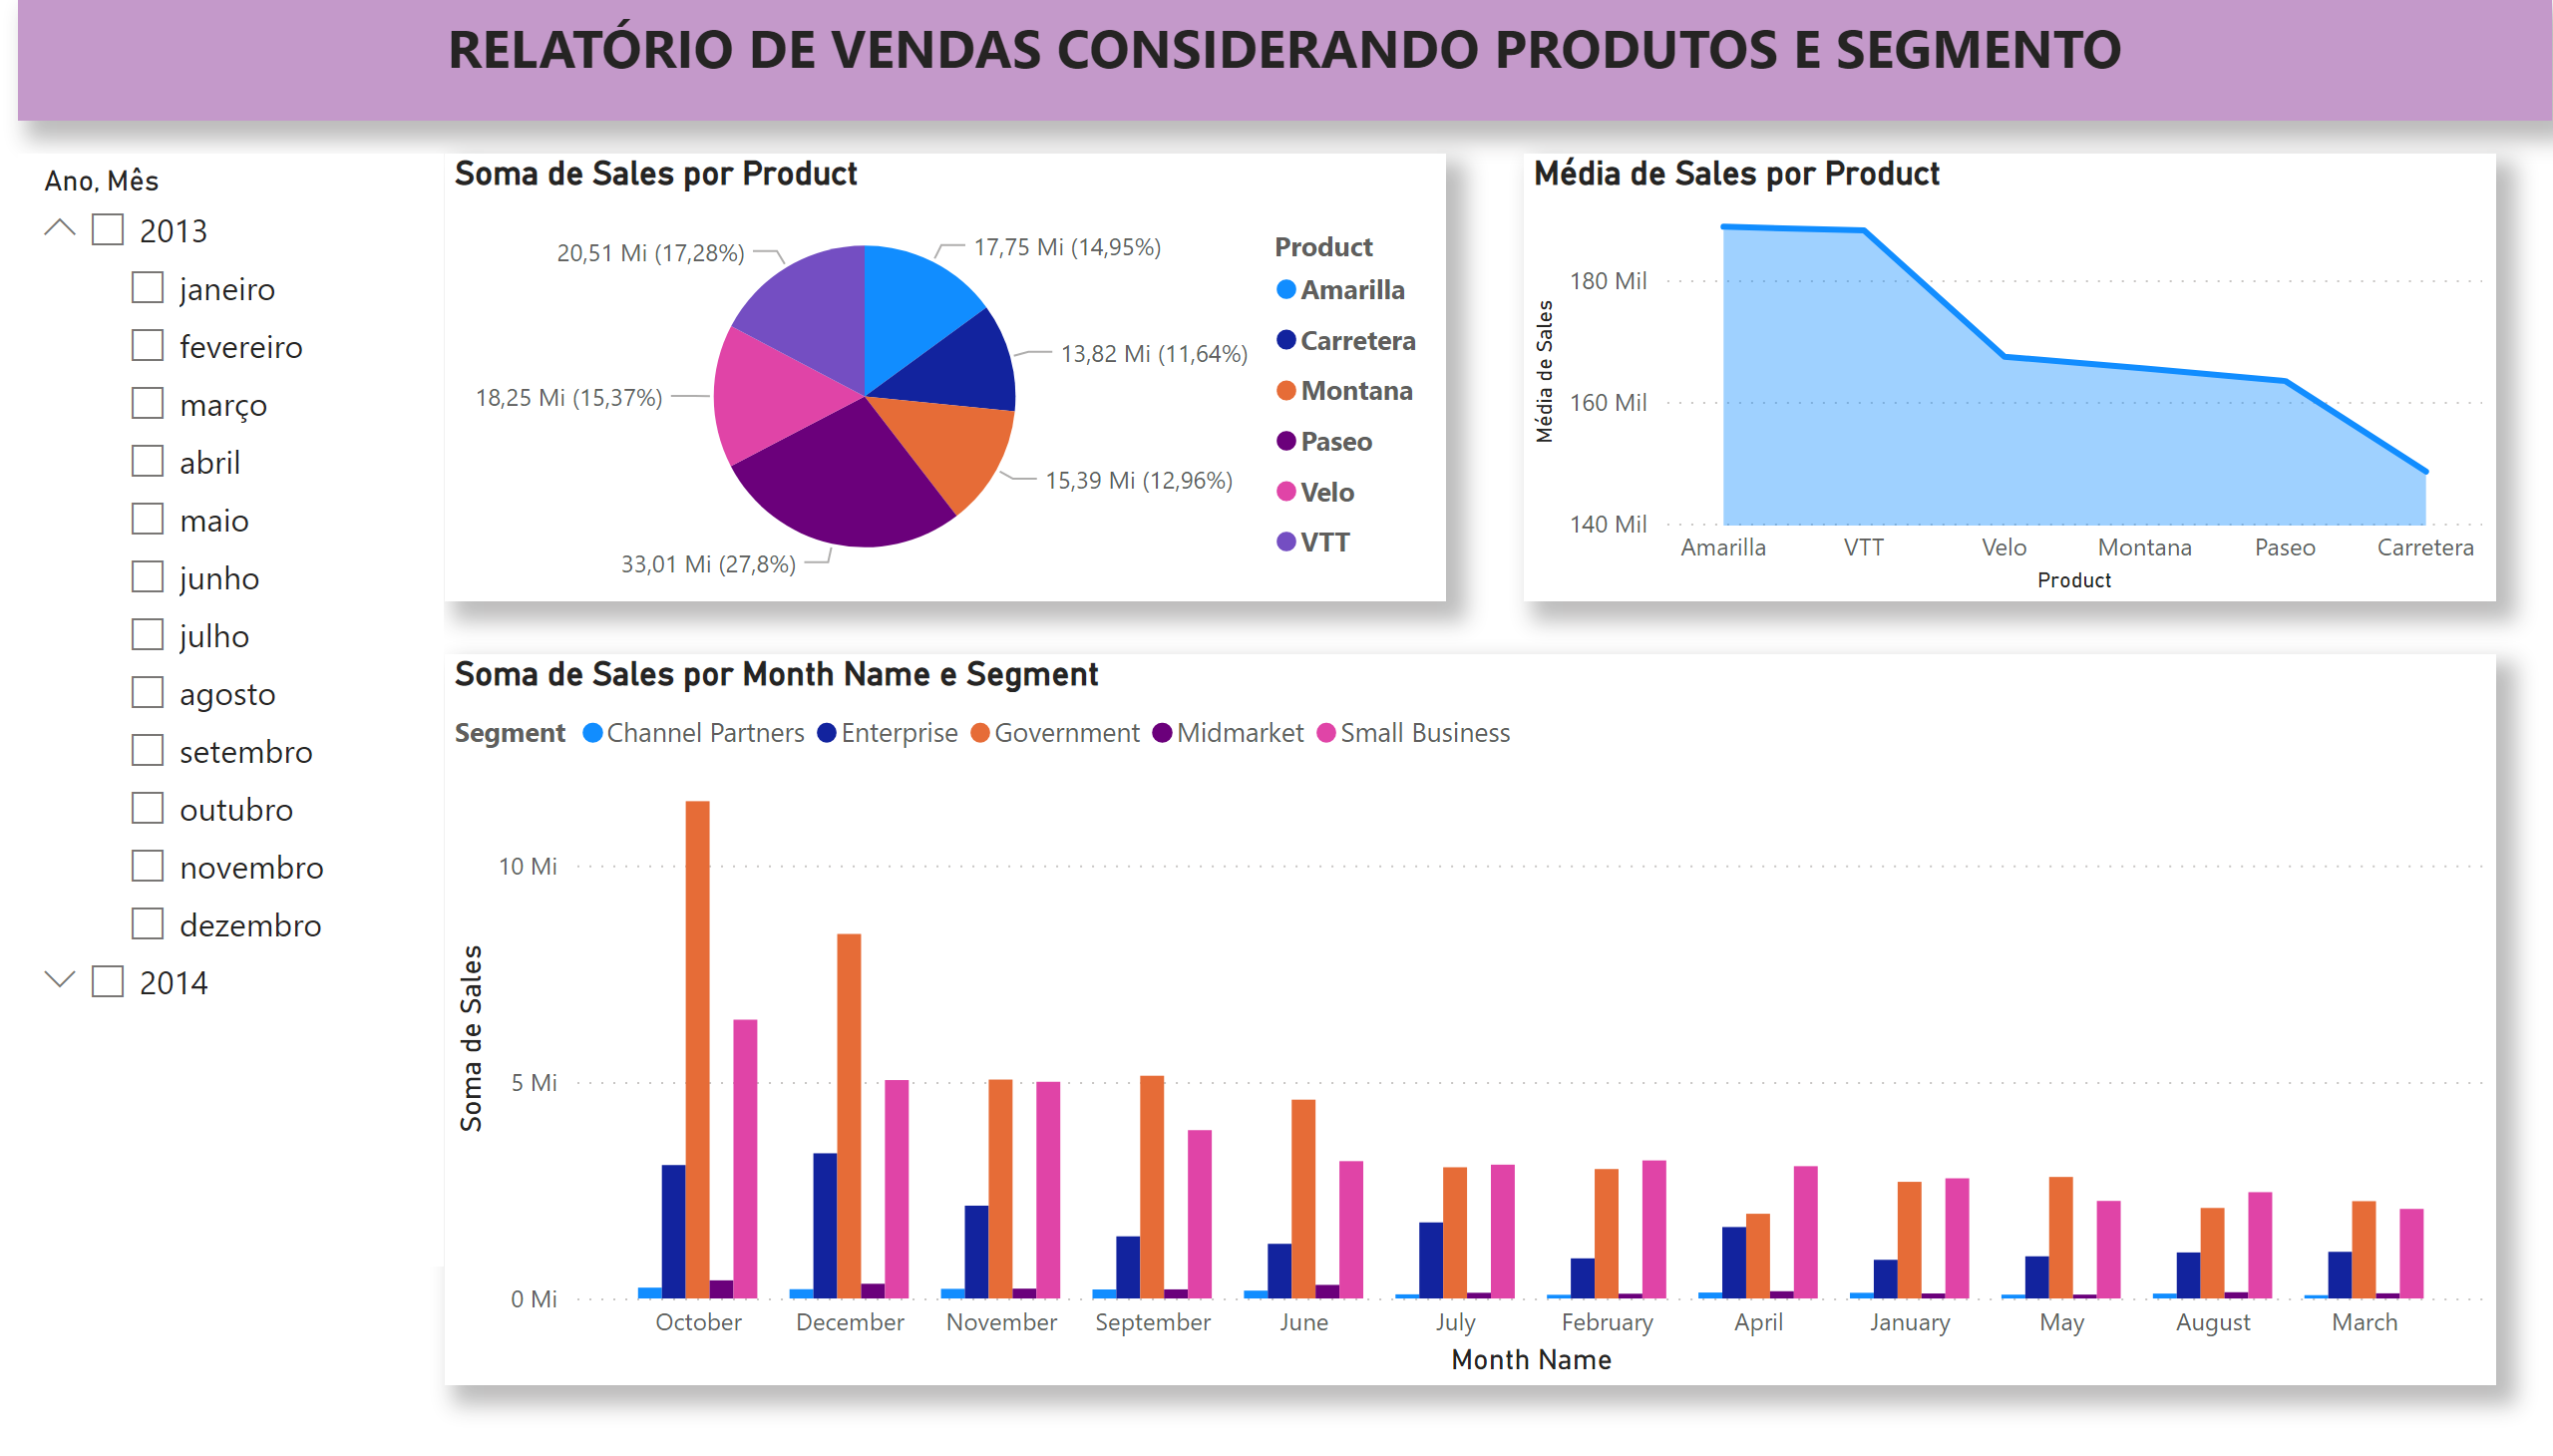 RELATÓRIO DE VENDAS CONSIDERANDO PRODUTOS E SEGMENTO
Ano, Mês
2013
janeiro
fevereiro
março
abril
maio
junho
julho
agosto
setembro
outubro
novembro
dezembro
2014
Soma de Sales por Product
20,51 Mi (17,28%)
17,75 Mi (14,95%)
13,82 Mi (11,64%)
18,25 Mi (15,37%)
15,39 Mi (12,96%)
33,01 Mi (27,8%)
Product
Amarilla
Carretera
Montana
Paseo
Velo
VTT
Média de Sales por Product
Média de Sales
180 Mil
160 Mil
140 Mil
Amarilla VTT Velo Montana Paseo Carretera
Product
Soma de Sales por Month Name e Segment
Segment Channel Partners Enterprise Government Midmarket Small Business
Soma de Sales
10 Mi
5 Mi
0 Mi
October December November September June July February April January May August March
Month Name